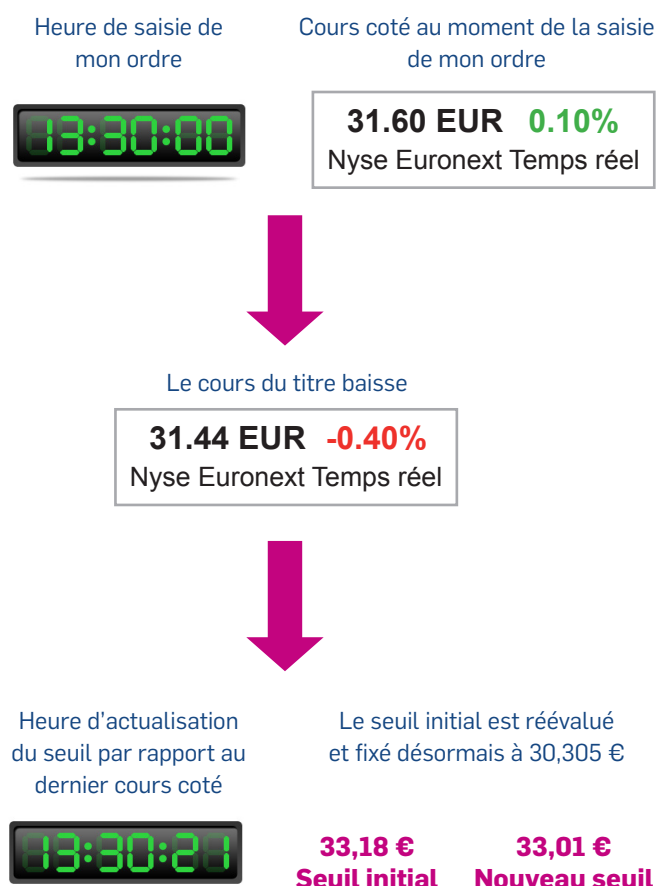 Heure de saisie de
mon ordre
Cours coté au moment de la saisie
de mon ordre
13:30:00
31.60 EUR 0.10%
Nyse Euronext Temps réel
Le cours du titre baisse
31.44 EUR -0.40%
Nyse Euronext Temps réel
Heure d'actualisation
du seuil par rapport au
dernier cours coté
Le seuil initial est réévalué
et fixé désormais à 30,305 €
13:30:21
33,18 €
Seuil initial
33,01 €
Nouveau seuil